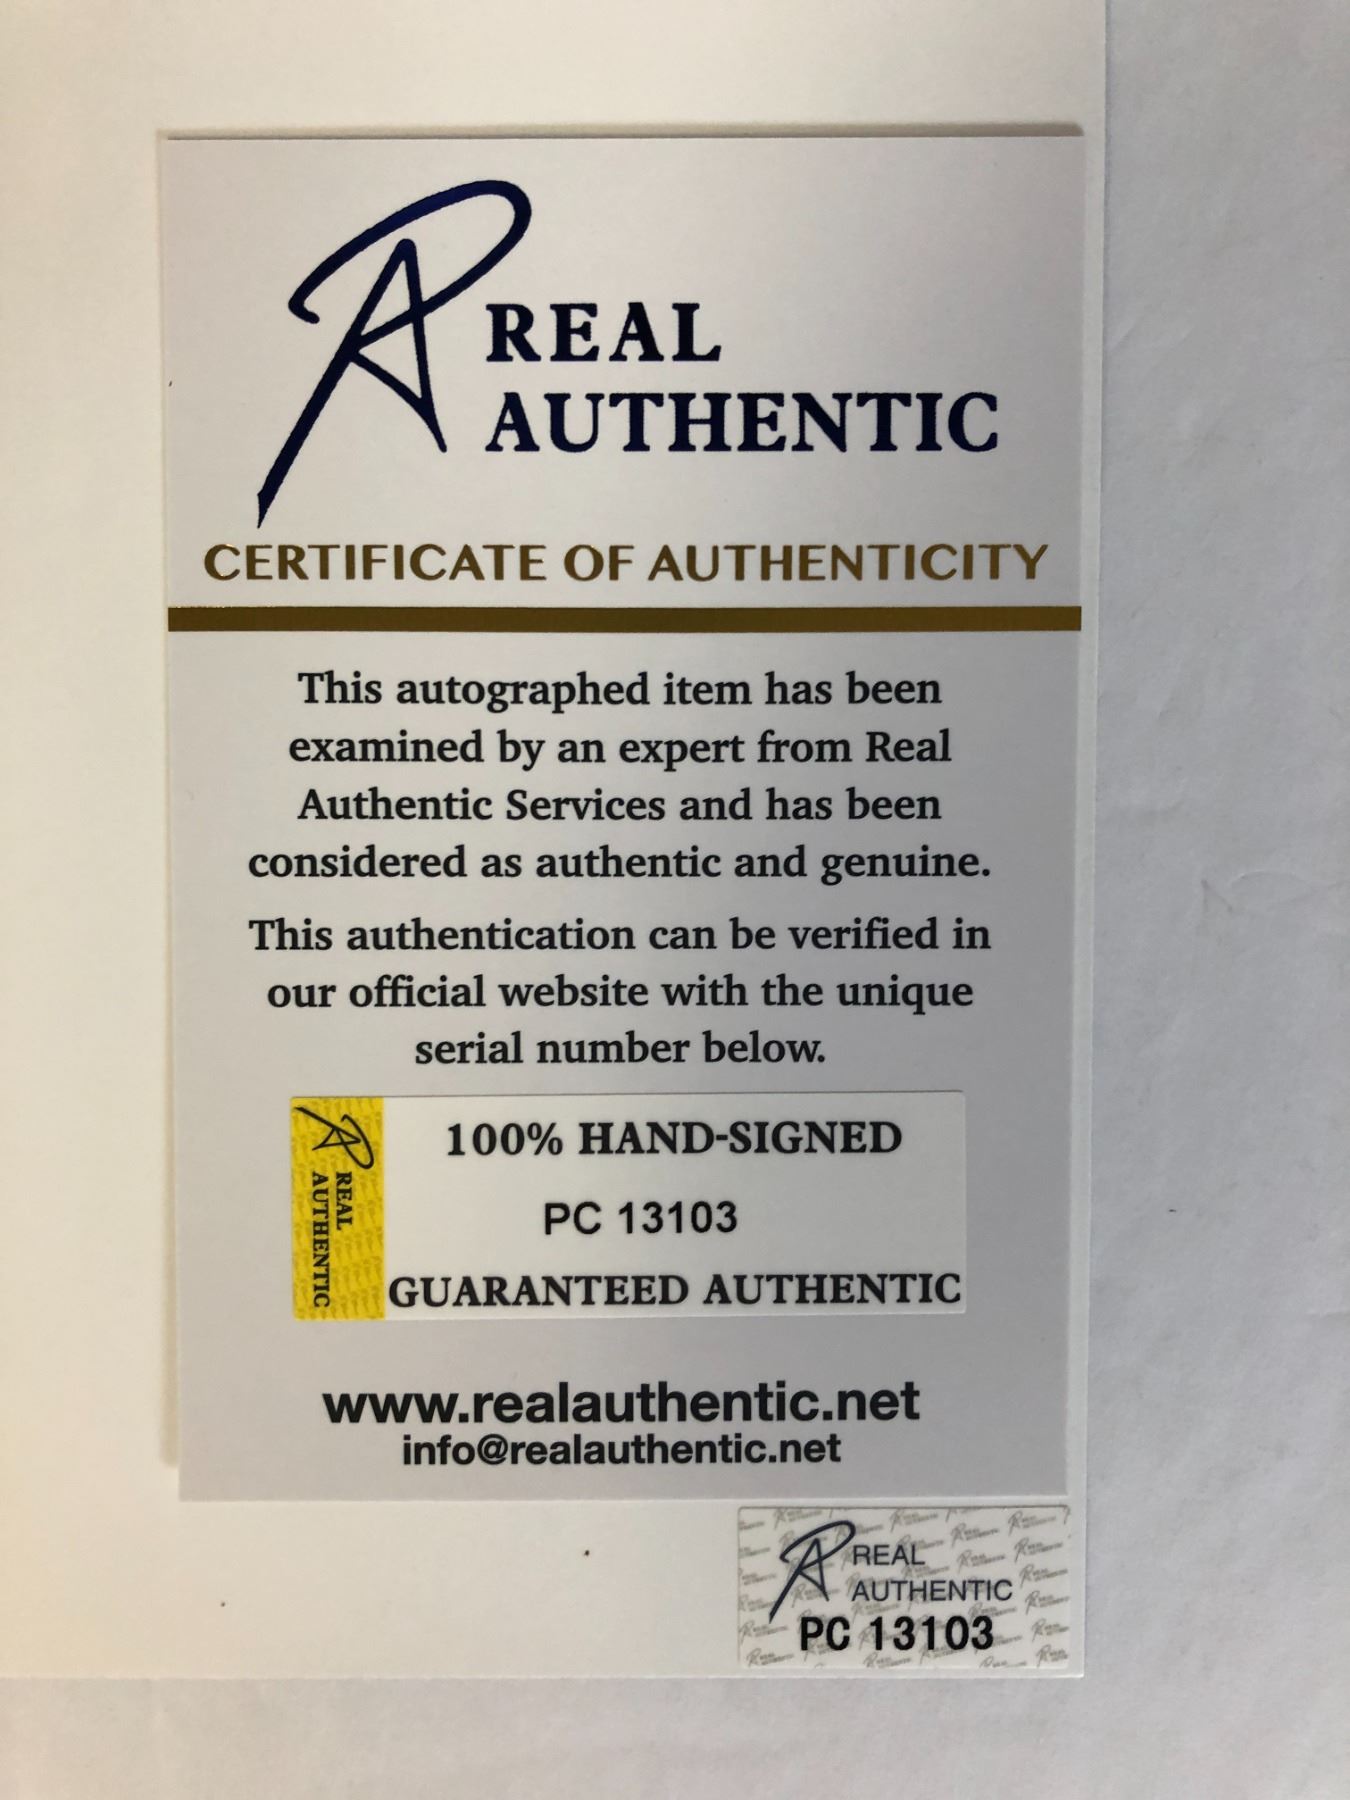 REAL
AUTHENTIC
CERTIFICATE OF AUTHENTICITY
This autographed item has been
examined by an expert from Real
Authentic Services and has been
considered as authentic and genuine.
This authentication can be verified in
our official website with the unique
serial number below.
REAL
AUTHENTIC
100% HAND-SIGNED
PC 13103
GUARANTEED AUTHENTIC
www.realauthentic.net
info@realauthentic.net
REAL
AUTHENTIC
PC 13103